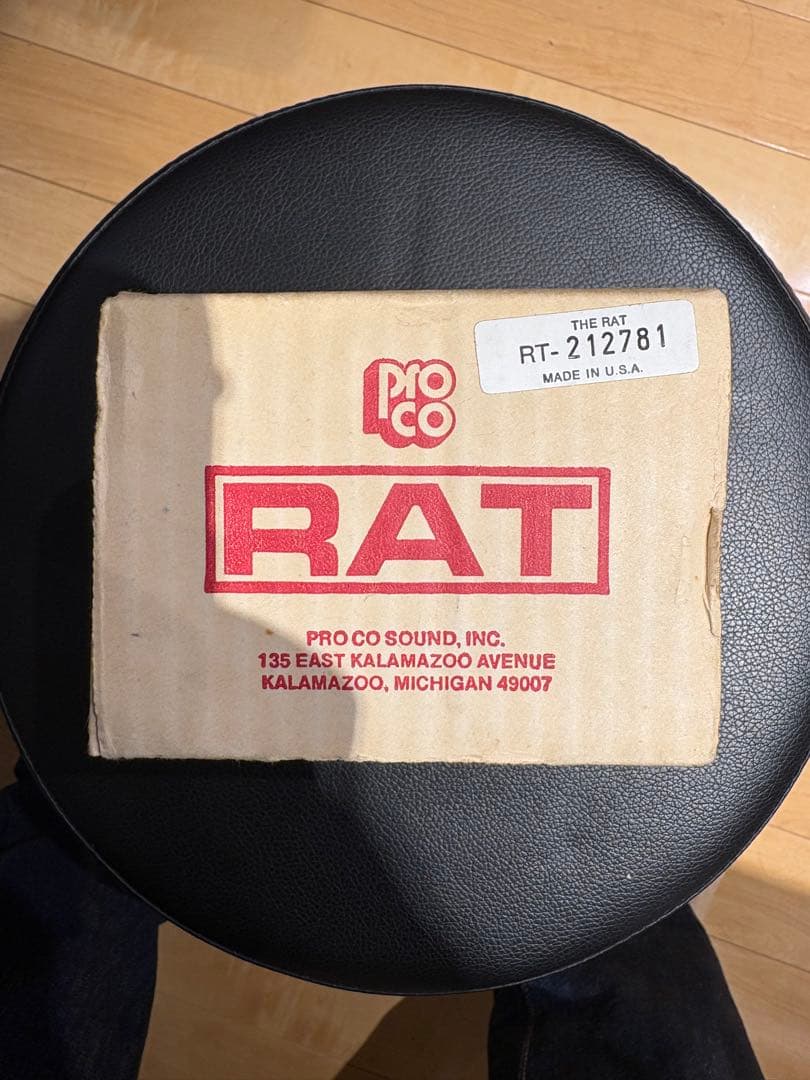 THE RAT
RT-212781
MADE IN U.S.A.
pro
co
RAT
PRO CO SOUND, INC.
135 EAST KALAMAZOO AVENUE
KALAMAZOO, MICHIGAN 49007